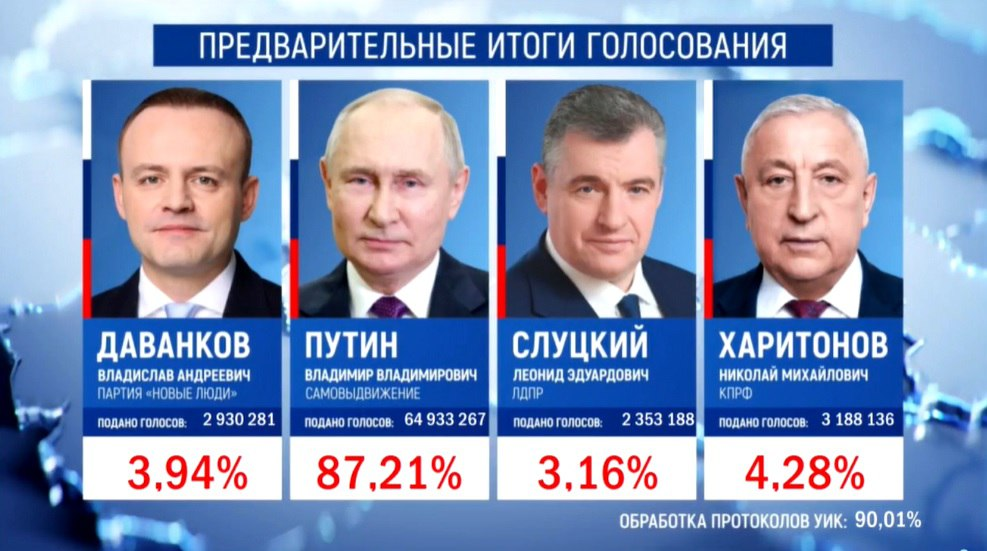 ПРЕДВАРИТЕЛЬНЫЕ ИТОГИ ГОЛОСОВАНИЯ
ДАВАНКОВ
ВЛАДИСЛАВ АНДРЕЕВИЧ
ПАРТИЯ «НОВЫЕ ЛЮДИ»
ПОДАНО ГОЛОСОВ: 2 930 281
3,94%
ПУТИН
ВЛАДИМИР ВЛАДИМИРОВИЧ
САМОВЫДВИЖЕНИЕ
ПОДАНО ГОЛОСОВ: 64 933 267
87,21%
СЛУЦКИЙ
ЛЕОНИД ЭДУАРДОВИЧ
ЛДПР
ПОДАНО ГОЛОСОВ: 2 353 188
3,16%
ХАРИТОНОВ
НИКОЛАЙ МИХАЙЛОВИЧ
КПРФ
ПОДАНО ГОЛОСОВ: 3 188 136
4,28%
ОБРАБОТКА ПРОТОКОЛОВ УИК: 90,01%